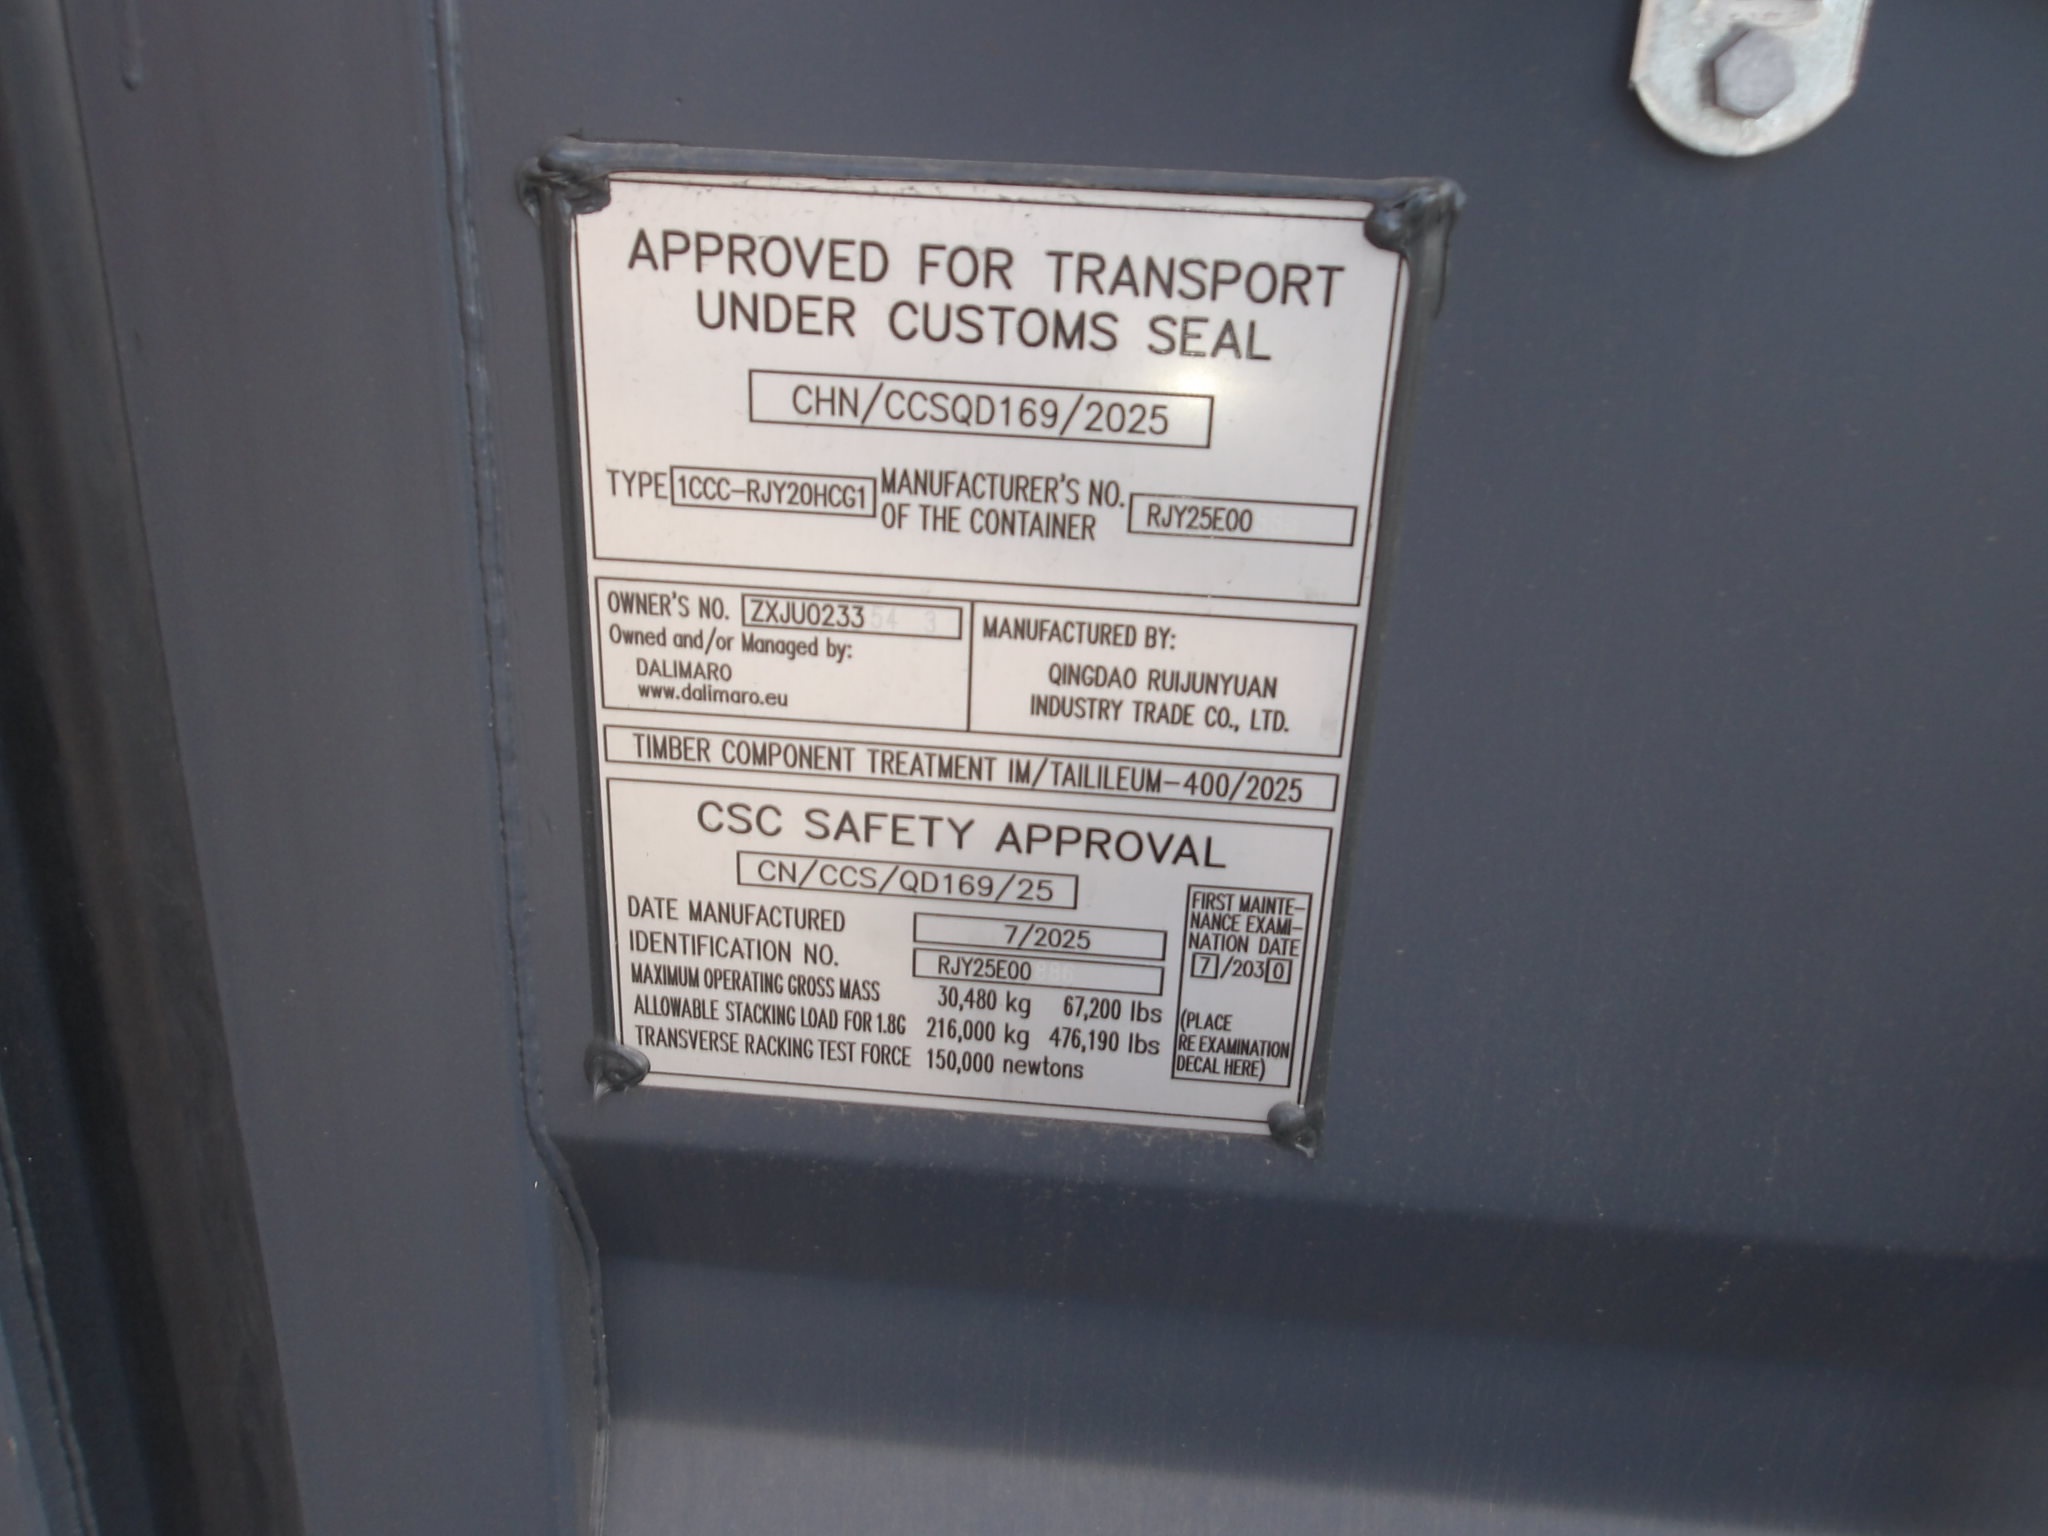 APPROVED FOR TRANSPORT
UNDER CUSTOMS SEAL
CHN/CCSQD169/2025
TYPE 1CCC-RJY20HCG1 MANUFACTURER'S NO. OF THE CONTAINER RJY25E00
OWNER'S NO. ZXJU023354 3
Owned and/or Managed by:
DALIMARO
www.dalimaro.eu
MANUFACTURED BY:
QINGDAO RUIJUNYUAN
INDUSTRY TRADE CO., LTD.
TIMBER COMPONENT TREATMENT IM/TAILILEUM-400/2025
CSC SAFETY APPROVAL
CN/CCS/QD169/25
DATE MANUFACTURED 7/2025
IDENTIFICATION NO. RJY25E00
MAXIMUM OPERATING GROSS MASS 30,480 kg 67,200 lbs
ALLOWABLE STACKING LOAD FOR 1.8G 216,000 kg 476,190 lbs
TRANSVERSE RACKING TEST FORCE 150,000 newtons
FIRST MAINTE-
NANCE EXAMI-
NATION DATE
7/2030
(PLACE
RE EXAMINATION
DECAL HERE)